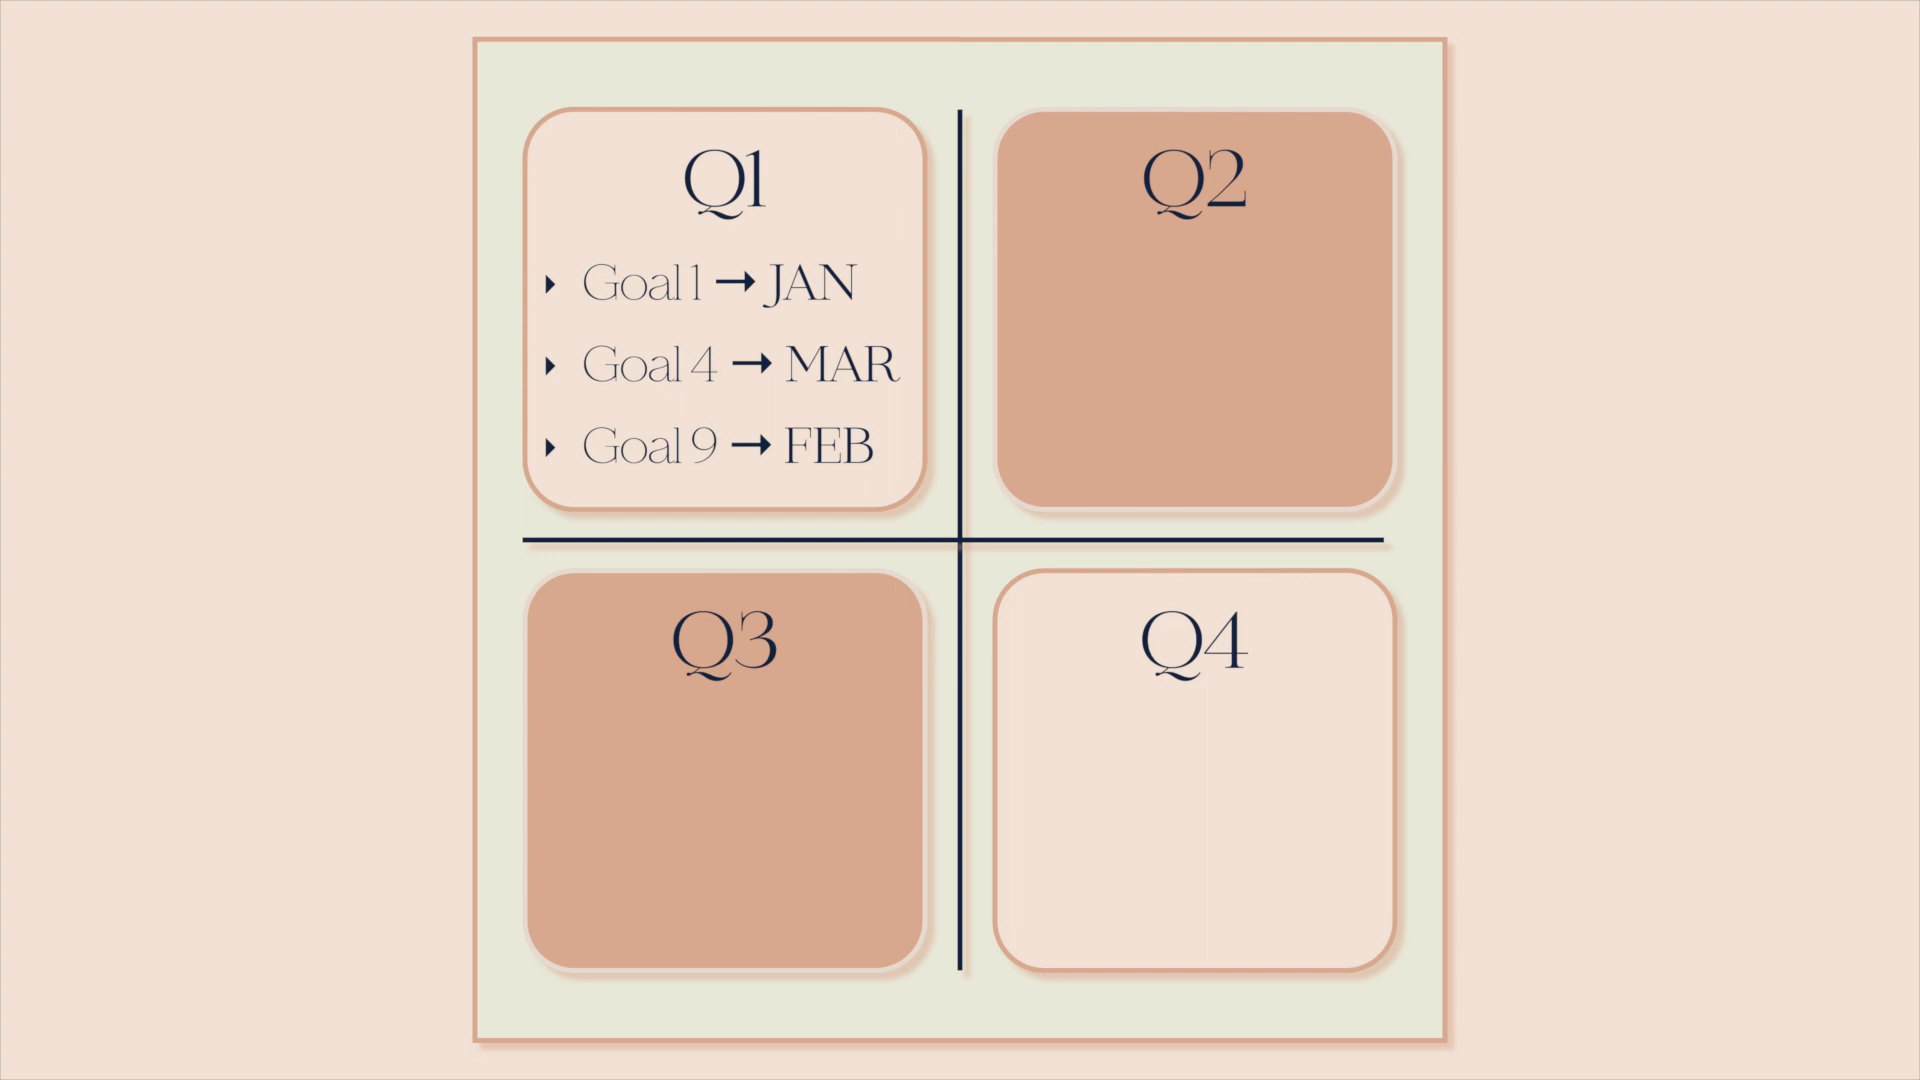 Q1
Goal 1 → JAN
Goal 4 → MAR
Goal 9 → FEB
Q2
Q3
Q4